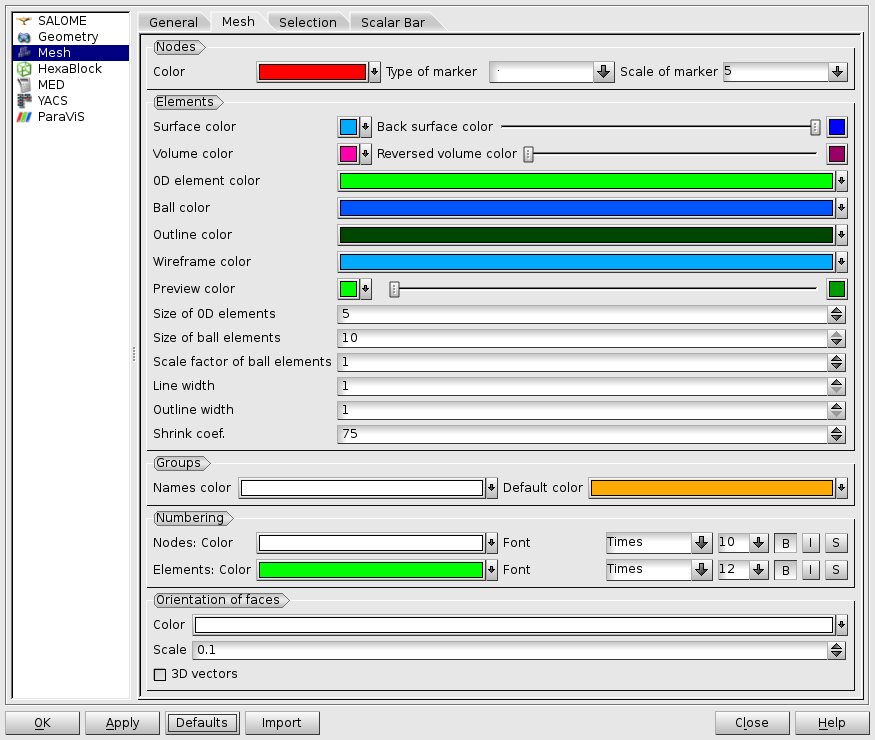 SALOME
Geometry
Mesh
HexaBlock
MED
YACS
ParaViS
General Mesh Selection Scalar Bar
Nodes
Color Type of marker Scale of marker 5
Elements
Surface color Back surface color
Volume color Reversed volume color
0D element color
Ball color
Outline color
Wireframe color
Preview color
Size of 0D elements 5
Size of ball elements 10
Scale factor of ball elements 1
Line width 1
Outline width 1
Shrink coef. 75
Groups
Names color Default color
Numbering
Nodes: Color Font Times 10 B I S
Elements: Color Font Times 12 B I S
Orientation of faces
Color
Scale 0.1
3D vectors
OK Apply Defaults Import Close Help